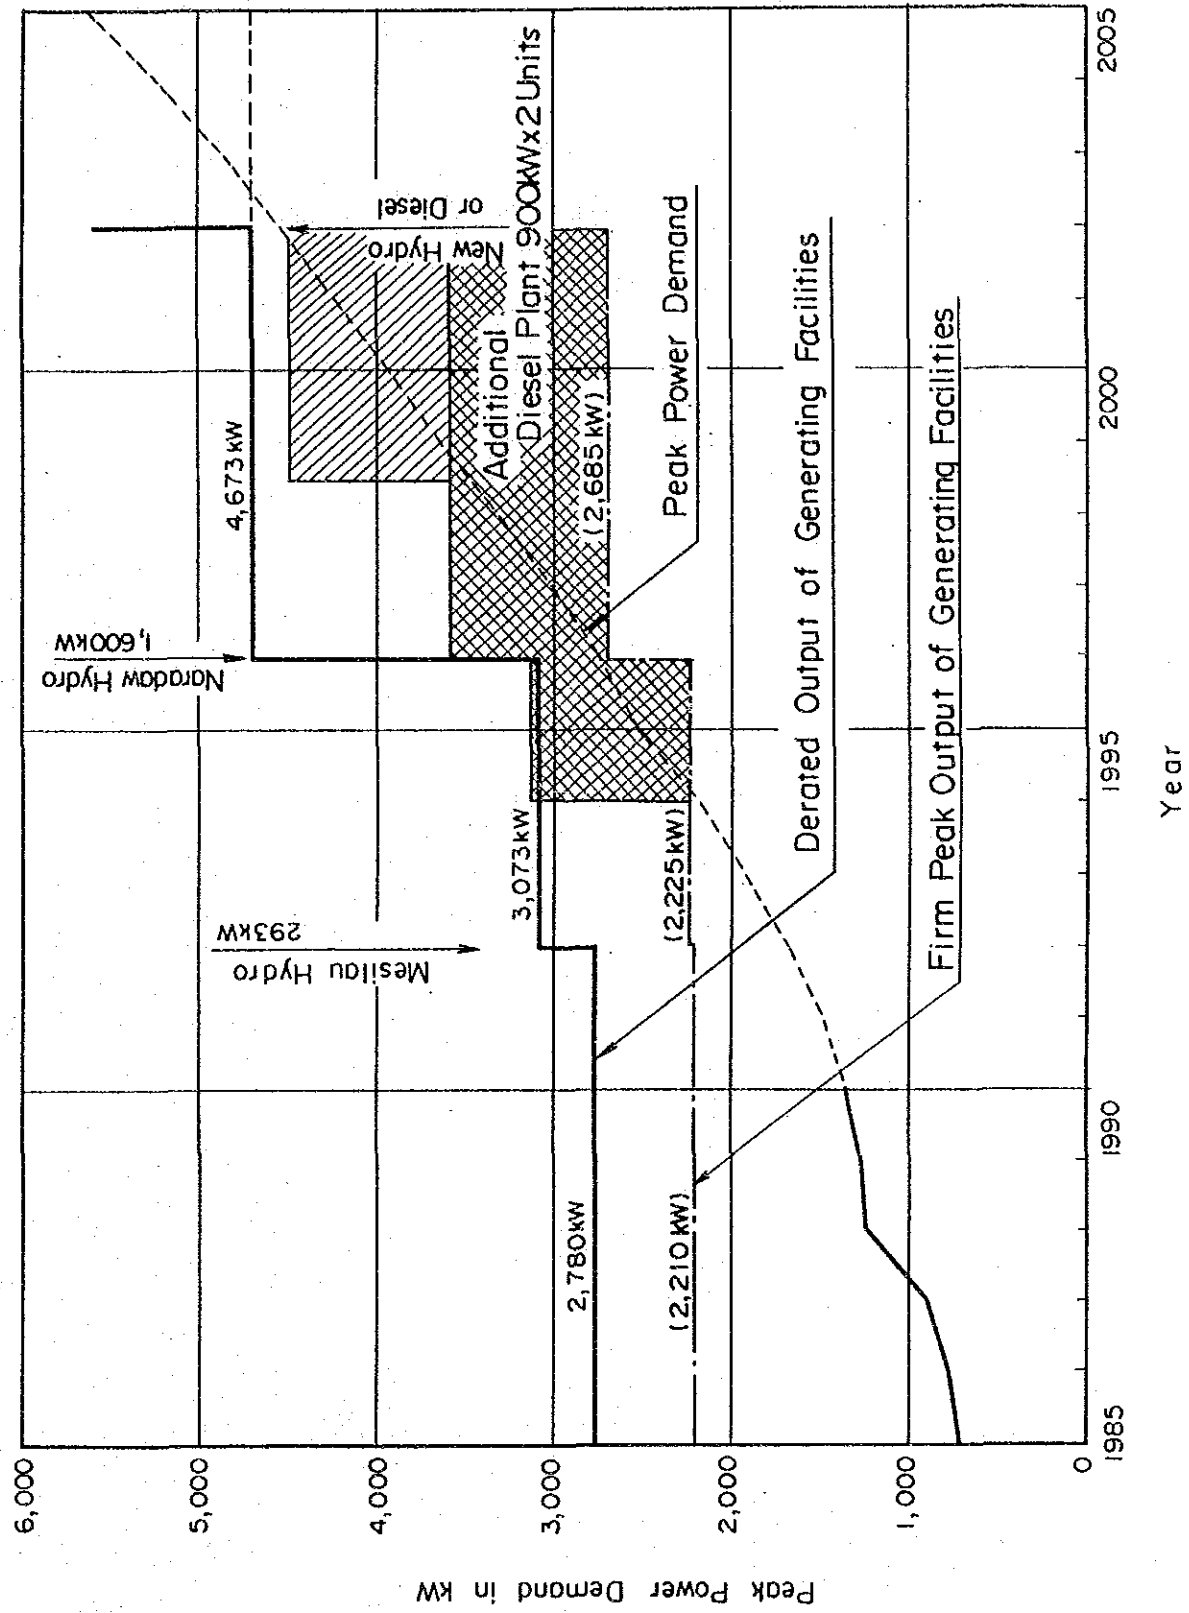 Peak Power Demand in kW
6,000
5,000
4,000
3,000
2,000
1,000
0
1985
1990
1995
2000
2005
Year
Naradaw Hydro
1,600kW
Mesilau Hydro
293kW
4,673kW
3,073kW
2,780kW
(2,210kW)
(2,225kW)
(2,685kW)
New Hydro
or Diesel
Additional
Diesel Plant 900kWx2Units
Peak Power Demand
Derated Output of Generating Facilities
Firm Peak Output of Generating Facilities